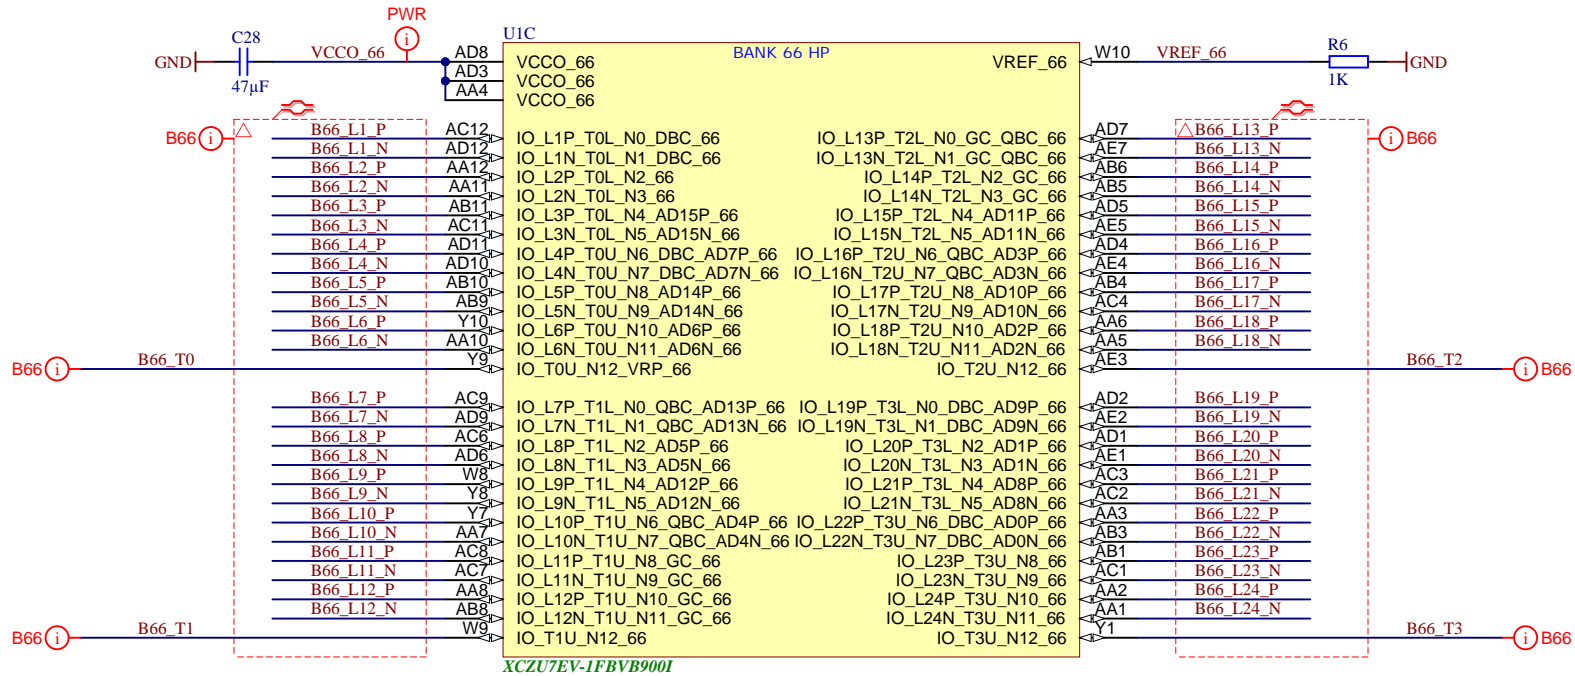 PWR
U1C
C28
GND
47µF
VCCO_66
BANK 66 HP
AD8 VCCO_66
AD3 VCCO_66
AA4 VCCO_66
VREF_66 W10 VREF_66
R6
1K
GND
B66
B66_L1_P AC12 IO_L1P_T0L_N0_DBC_66
B66_L1_N AD12 IO_L1N_T0L_N1_DBC_66
B66_L2_P AA12 IO_L2P_T0L_N2_66
B66_L2_N AA11 IO_L2N_T0L_N3_66
B66_L3_P AB11 IO_L3P_T0L_N4_AD15P_66
B66_L3_N AC11 IO_L3N_T0L_N5_AD15N_66
B66_L4_P AD11 IO_L4P_T0U_N6_DBC_AD7P_66
B66_L4_N AD10 IO_L4N_T0U_N7_DBC_AD7N_66
B66_L5_P AB10 IO_L5P_T0U_N8_AD14P_66
B66_L5_N AB9 IO_L5N_T0U_N9_AD14N_66
B66_L6_P Y10 IO_L6P_T0U_N10_AD6P_66
B66_L6_N AA10 IO_L6N_T0U_N11_AD6N_66
B66 B66_T0 Y9 IO_T0U_N12_VRP_66
B66_L7_P AC9 IO_L7P_T1L_N0_QBC_AD13P_66
B66_L7_N AD9 IO_L7N_T1L_N1_QBC_AD13N_66
B66_L8_P AC6 IO_L8P_T1L_N2_AD5P_66
B66_L8_N AD6 IO_L8N_T1L_N3_AD5N_66
B66_L9_P W8 IO_L9P_T1L_N4_AD12P_66
B66_L9_N Y8 IO_L9N_T1L_N5_AD12N_66
B66_L10_P Y7 IO_L10P_T1U_N6_QBC_AD4P_66
B66_L10_N AA7 IO_L10N_T1U_N7_QBC_AD4N_66
B66_L11_P AC8 IO_L11P_T1U_N8_GC_66
B66_L11_N AC7 IO_L11N_T1U_N9_GC_66
B66_L12_P AA8 IO_L12P_T1U_N10_GC_66
B66_L12_N AB8 IO_L12N_T1U_N11_GC_66
B66 B66_T1 W9 IO_T1U_N12_66
IO_L13P_T2L_N0_GC_QBC_66 AD7 B66_L13_P
B66
IO_L13N_T2L_N1_GC_QBC_66 AE7 B66_L13_N
IO_L14P_T2L_N2_GC_66 AB6 B66_L14_P
IO_L14N_T2L_N3_GC_66 AB5 B66_L14_N
IO_L15P_T2L_N4_AD11P_66 AD5 B66_L15_P
IO_L15N_T2L_N5_AD11N_66 AE5 B66_L15_N
IO_L16P_T2U_N6_QBC_AD3P_66 AD4 B66_L16_P
IO_L16N_T2U_N7_QBC_AD3N_66 AE4 B66_L16_N
IO_L17P_T2U_N8_AD10P_66 AB4 B66_L17_P
IO_L17N_T2U_N9_AD10N_66 AC4 B66_L17_N
IO_L18P_T2U_N10_AD2P_66 AA6 B66_L18_P
IO_L18N_T2U_N11_AD2N_66 AA5 B66_L18_N
IO_T2U_N12_66 AE3 B66_T2 B66
IO_L19P_T3L_N0_DBC_AD9P_66 AD2 B66_L19_P
IO_L19N_T3L_N1_DBC_AD9N_66 AE2 B66_L19_N
IO_L20P_T3L_N2_AD1P_66 AD1 B66_L20_P
IO_L20N_T3L_N3_AD1N_66 AE1 B66_L20_N
IO_L21P_T3L_N4_AD8P_66 AC3 B66_L21_P
IO_L21N_T3L_N5_AD8N_66 AC2 B66_L21_N
IO_L22P_T3U_N6_DBC_AD0P_66 AA3 B66_L22_P
IO_L22N_T3U_N7_DBC_AD0N_66 AB3 B66_L22_N
IO_L23P_T3U_N8_66 AB1 B66_L23_P
IO_L23N_T3U_N9_66 AC1 B66_L23_N
IO_L24P_T3U_N10_66 AA2 B66_L24_P
IO_L24N_T3U_N11_66 AA1 B66_L24_N
IO_T3U_N12_66 Y1 B66_T3 B66
XCZU7EV-1FBVB900I